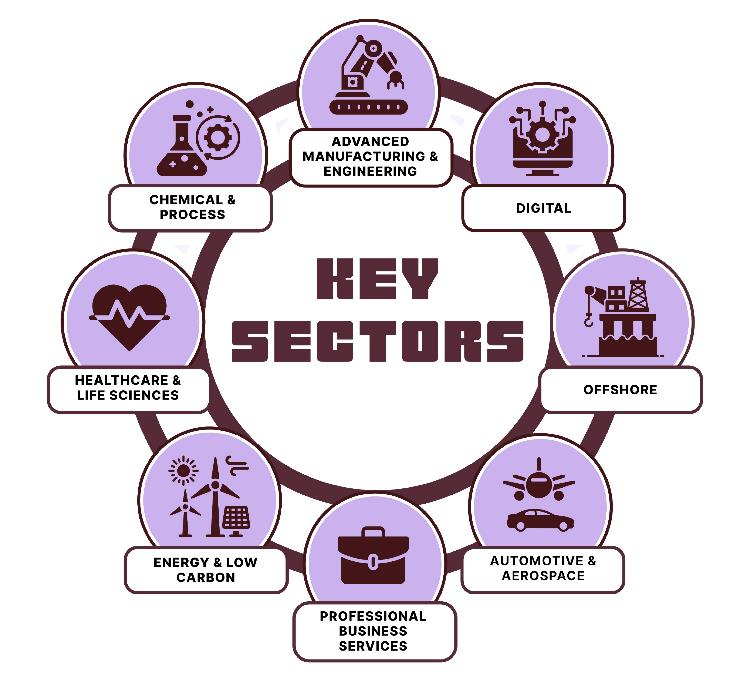 ADVANCED
MANUFACTURING &
ENGINEERING
CHEMICAL &
PROCESS
DIGITAL
KEY
SECTORS
HEALTHCARE &
LIFE SCIENCES
OFFSHORE
ENERGY & LOW
CARBON
AUTOMOTIVE &
AEROSPACE
PROFESSIONAL
BUSINESS
SERVICES